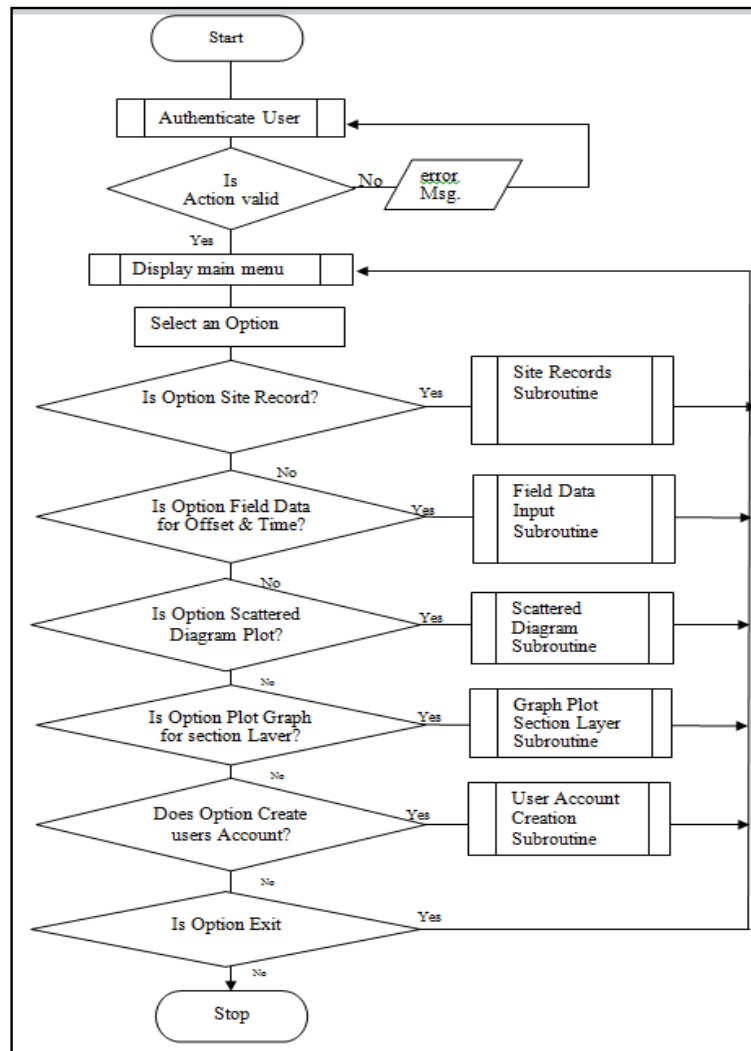 Start
Authenticate User
Is
Action valid
No
error
Msg.
Yes
Display main menu
Select an Option
Is Option Site Record?
Yes
Site Records
Subroutine
No
Is Option Field Data
for Offset & Time?
Yes
Field Data
Input
Subroutine
No
Is Option Scattered
Diagram Plot?
Yes
Scattered
Diagram
Subroutine
No
Is Option Plot Graph
for section Laver?
Yes
Graph Plot
Section Layer
Subroutine
No
Does Option Create
users Account?
Yes
User Account
Creation
Subroutine
No
Is Option Exit
Yes
No
Stop